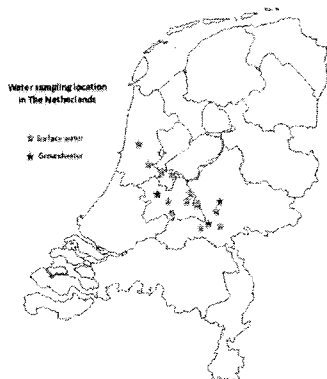 Water sampling location
in The Netherlands
Surface water
Groundwater